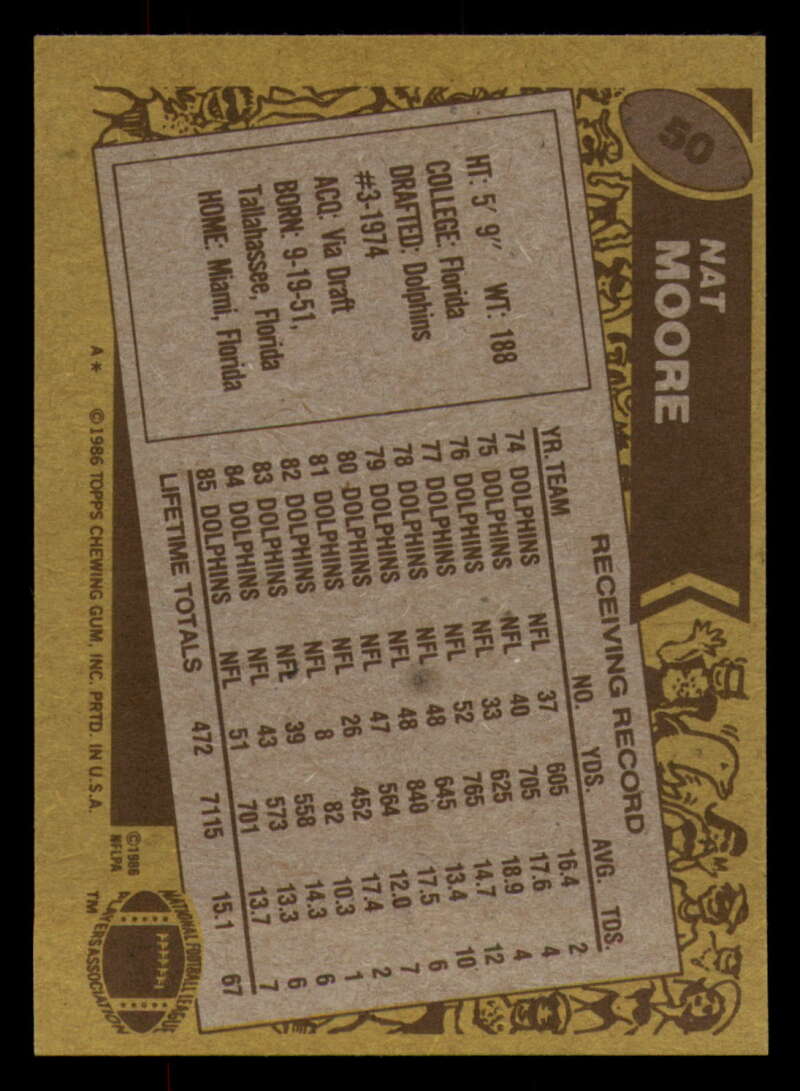 50
NAT
MOORE
HT: 5′ 9″ WT: 188
COLLEGE: Florida
DRAFTED: Dolphins
#3-1974
ACQ: Via Draft
BORN: 9-19-51,
Tallahassee, Florida
HOME: Miami, Florida
RECEIVING RECORD
YR. TEAM NO. YDS. AVG. TDS.
74 DOLPHINS NFL 37 605 16.4 2
75 DOLPHINS NFL 40 705 17.6 4
76 DOLPHINS NFL 33 625 18.9 4
77 DOLPHINS NFL 52 765 14.7 12
78 DOLPHINS NFL 48 645 13.4 10
79 DOLPHINS NFL 48 840 17.5 6
80 DOLPHINS NFL 47 564 12.0 7
81 DOLPHINS NFL 26 452 17.4 2
82 DOLPHINS NFL 8 82 10.3 1
83 DOLPHINS NFL 39 558 14.3 6
84 DOLPHINS NFL 43 573 13.3 6
85 DOLPHINS NFL 51 701 13.7 7
LIFETIME TOTALS 472 7115 15.1 67
©1986
NFLPA
NATIONAL FOOTBALL LEAGUE
PLAYERS ASSOCIATION
TM
A* ©1986 TOPPS CHEWING GUM, INC. PRTD. IN U.S.A.